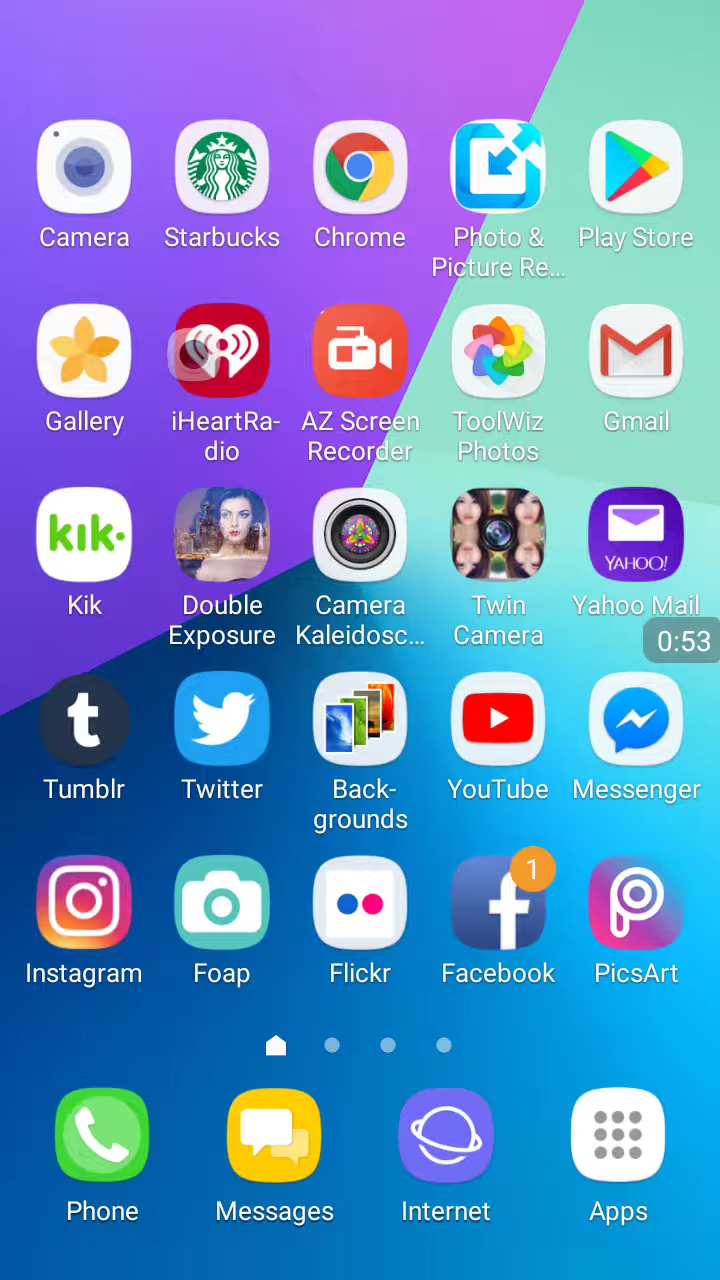 Camera
Starbucks
Chrome
Photo &
Picture Re...
Play Store
Gallery
iHeartRa-
dio
AZ Screen
Recorder
ToolWiz
Photos
Gmail
kik.
YAHOO!
Kik
Double
Exposure
Camera
Kaleidosc...
Twin
Camera
Yahoo Mail
0:53
t
Tumblr
Twitter
Back-
grounds
YouTube
Messenger
1
f
Instagram
Foap
Flickr
Facebook
PicsArt
Phone
Messages
Internet
Apps